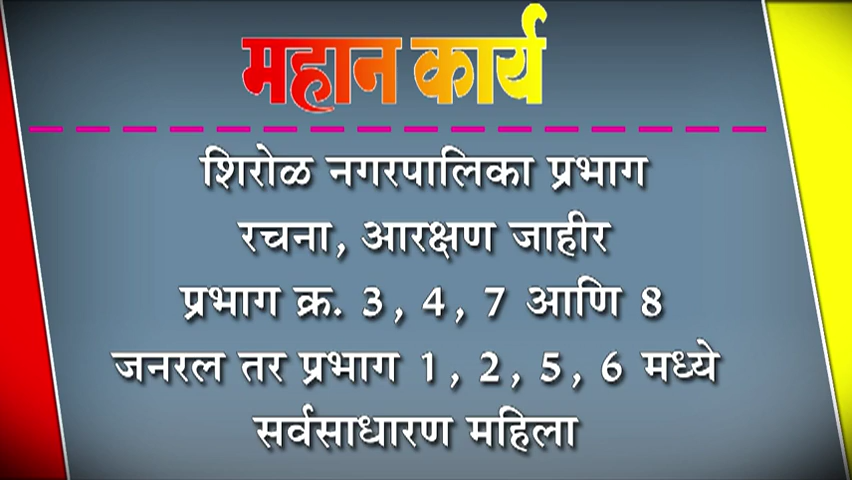 महान कार्य
शिरोळ नगरपालिका प्रभाग
रचना, आरक्षण जाहीर
प्रभाग क्र. 3, 4, 7 आणि 8
जनरल तर प्रभाग 1, 2, 5, 6 मध्ये
सर्वसाधारण महिला